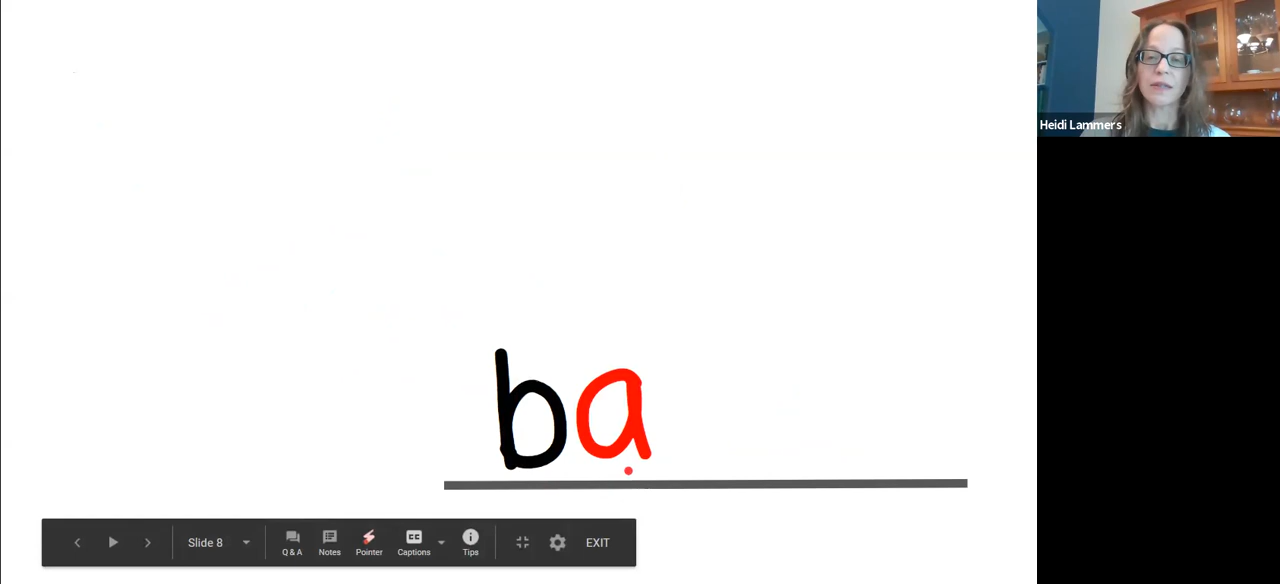 Heidi Lammers
ba
Slide 8
Q & A
Notes
Pointer
CC
Captions
Tips
EXIT